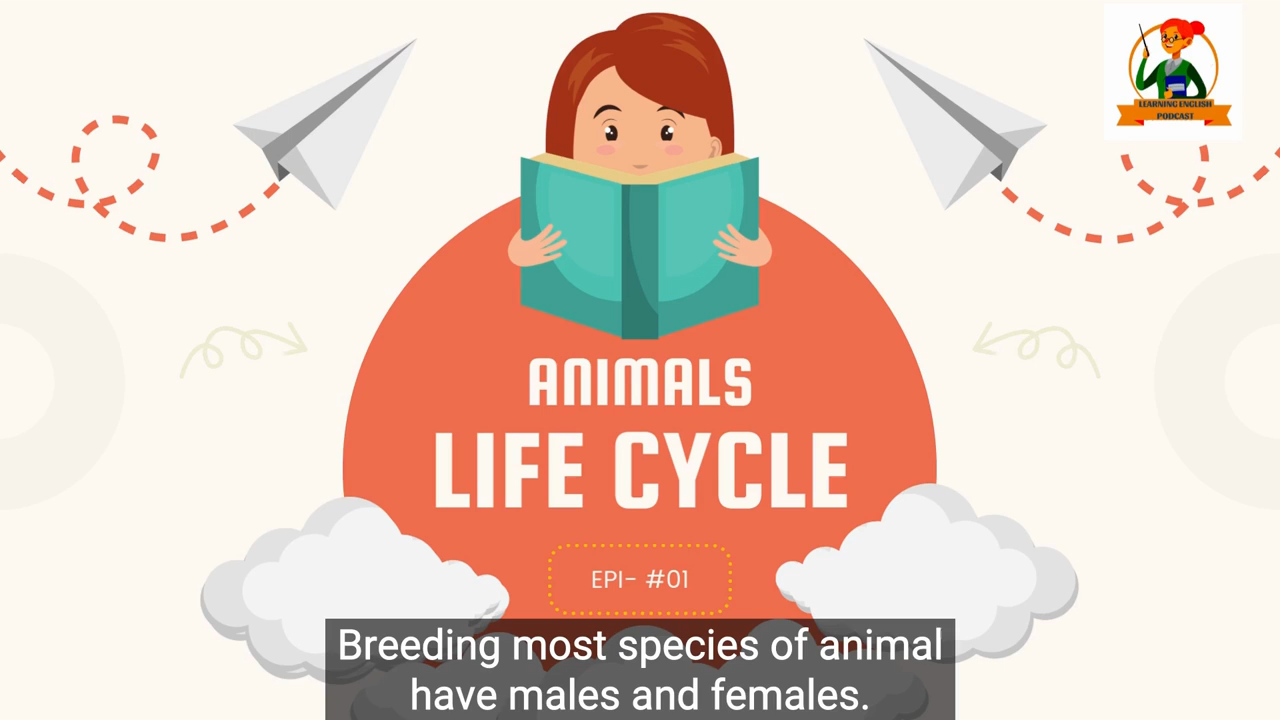 LEARNING ENGLISH
PODCAST
ANIMALS
LIFE CYCLE
EPI- #01
Breeding most species of animal
have males and females.